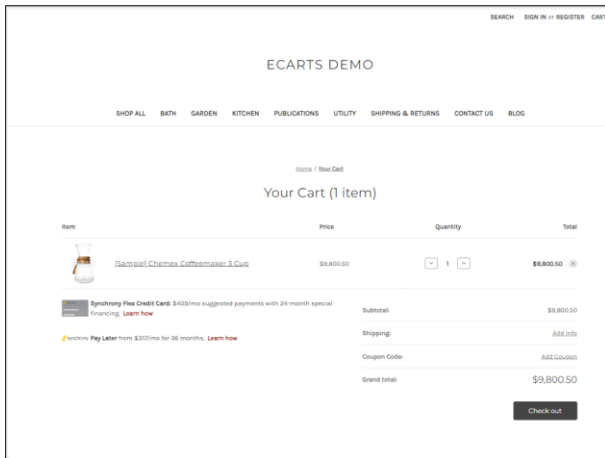 SEARCH SIGN IN or REGISTER CART
ECARTS DEMO
SHOP ALL BATH GARDEN KITCHEN PUBLICATIONS UTILITY SHIPPING & RETURNS CONTACT US BLOG
Home / Your Cart
Your Cart (1 item)
Item Price Quantity Total
[Sample] Chemex Coffeemaker 3 Cup $9,800.50 1 $9,800.50
Synchrony Flex Credit Card: $409/mo suggested payments with 24 month special
financing. Learn how
synchrony Pay Later from $317/mo for 36 months. Learn how
Subtotal: $9,800.50
Shipping: Add Info
Coupon Code: Add Coupon
Grand total: $9,800.50
Check out